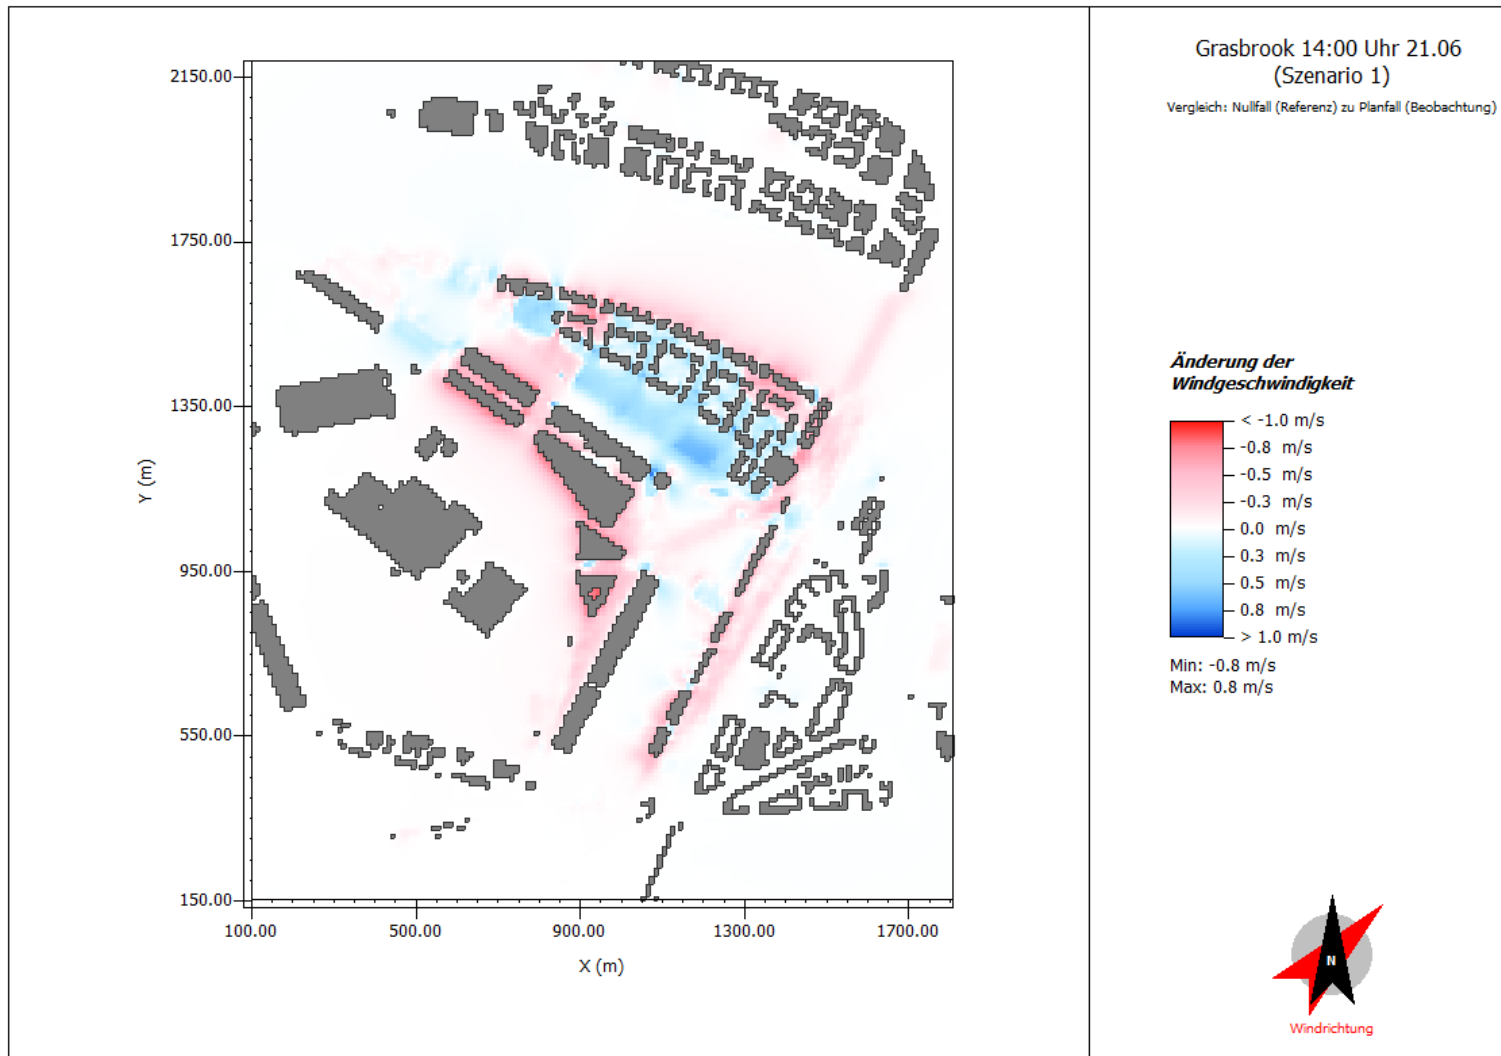 Grasbrook 14:00 Uhr 21.06
(Szenario 1)
Vergleich: Nullfall (Referenz) zu Planfall (Beobachtung)
2150.00
1750.00
1350.00
950.00
550.00
150.00
Y (m)
100.00
500.00
900.00
1300.00
1700.00
X (m)
Änderung der
Windgeschwindigkeit
< -1.0 m/s
-0.8 m/s
-0.5 m/s
-0.3 m/s
0.0 m/s
0.3 m/s
0.5 m/s
0.8 m/s
> 1.0 m/s
Min: -0.8 m/s
Max: 0.8 m/s
N
Windrichtung